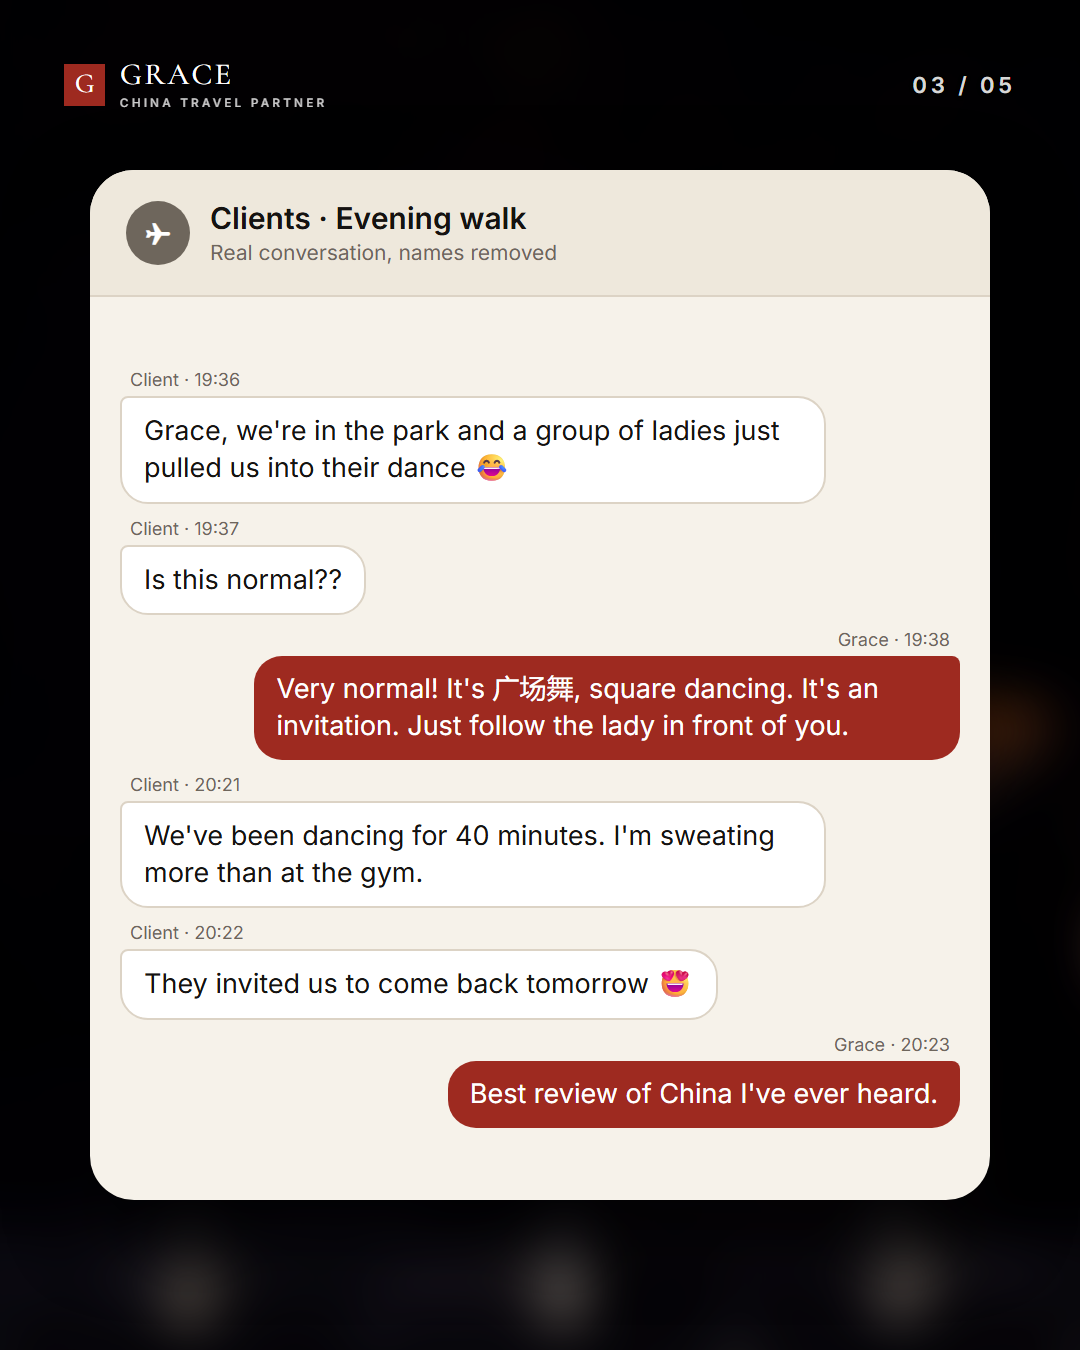 G
GRACE
CHINA TRAVEL PARTNER
03 / 05
Clients · Evening walk
Real conversation, names removed
Client · 19:36
Grace, we're in the park and a group of ladies just
pulled us into their dance 😂
Client · 19:37
Is this normal??
Grace · 19:38
Very normal! It's 广场舞, square dancing. It's an
invitation. Just follow the lady in front of you.
Client · 20:21
We've been dancing for 40 minutes. I'm sweating
more than at the gym.
Client · 20:22
They invited us to come back tomorrow 😍
Grace · 20:23
Best review of China I've ever heard.